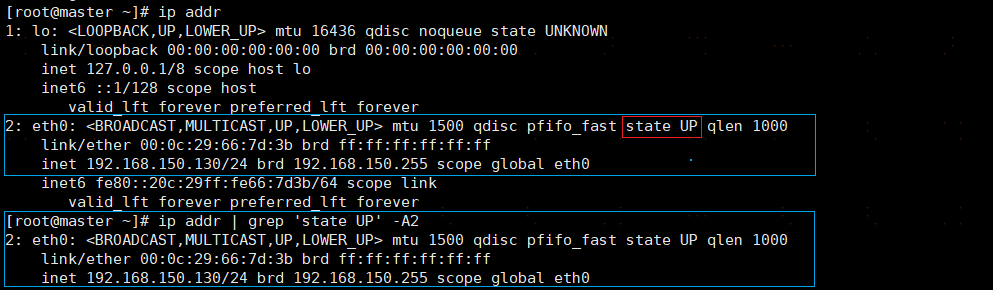 [root@master ~]# ip addr
1: lo: <LOOPBACK,UP,LOWER_UP> mtu 16436 qdisc noqueue state UNKNOWN
    link/loopback 00:00:00:00:00:00 brd 00:00:00:00:00:00
    inet 127.0.0.1/8 scope host lo
    inet6 ::1/128 scope host
       valid_lft forever preferred_lft forever
2: eth0: <BROADCAST,MULTICAST,UP,LOWER_UP> mtu 1500 qdisc pfifo_fast state UP qlen 1000
    link/ether 00:0c:29:66:7d:3b brd ff:ff:ff:ff:ff:ff
    inet 192.168.150.130/24 brd 192.168.150.255 scope global eth0
    inet6 fe80::20c:29ff:fe66:7d3b/64 scope link
       valid_lft forever preferred_lft forever
[root@master ~]# ip addr | grep 'state UP' -A2
2: eth0: <BROADCAST,MULTICAST,UP,LOWER_UP> mtu 1500 qdisc pfifo_fast state UP qlen 1000
    link/ether 00:0c:29:66:7d:3b brd ff:ff:ff:ff:ff:ff
    inet 192.168.150.130/24 brd 192.168.150.255 scope global eth0